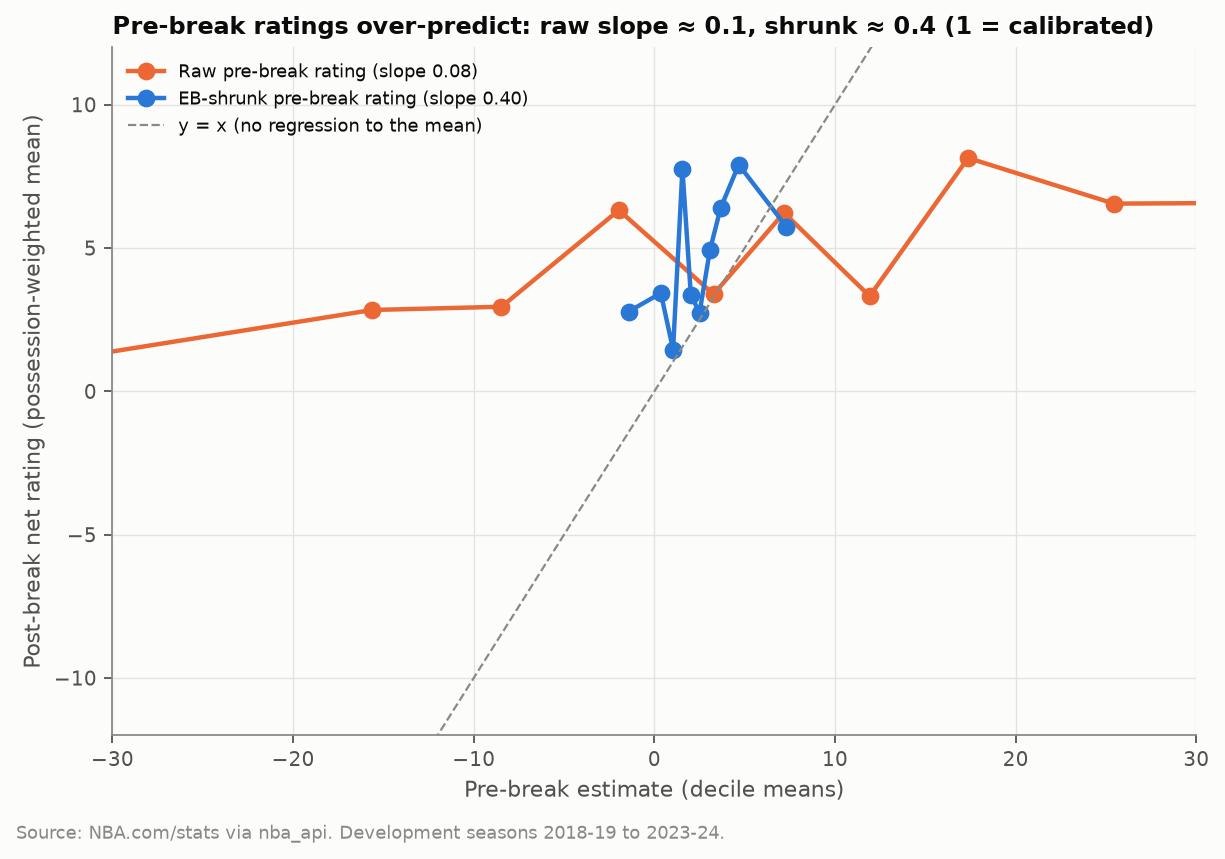 Pre-break ratings over-predict: raw slope ≈ 0.1, shrunk ≈ 0.4 (1 = calibrated)
Raw pre-break rating (slope 0.08)
EB-shrunk pre-break rating (slope 0.40)
y = x (no regression to the mean)
Post-break net rating (possession-weighted mean)
10
5
0
−5
−10
−30
−20
−10
0
10
20
30
Pre-break estimate (decile means)
Source: NBA.com/stats via nba_api. Development seasons 2018-19 to 2023-24.